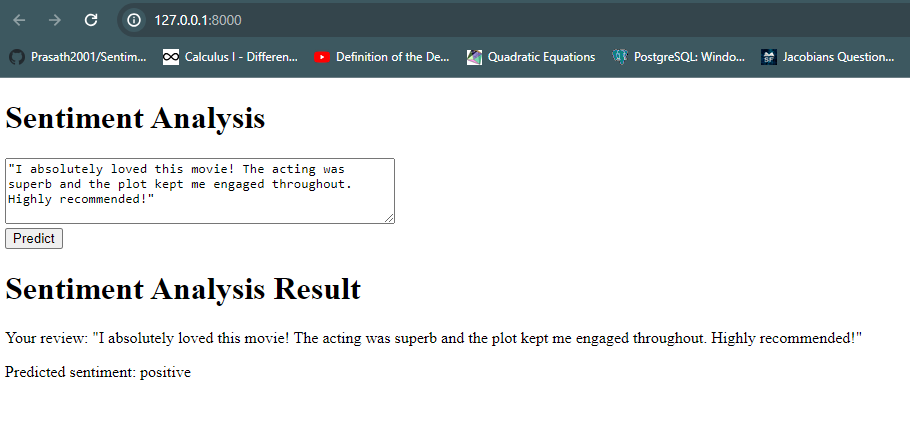 127.0.0.1:8000
Prasath2001/Sentim... Calculus I - Differen... Definition of the De... Quadratic Equations PostgreSQL: Windo... Jacobians Question...
Sentiment Analysis
"I absolutely loved this movie! The acting was
superb and the plot kept me engaged throughout.
Highly recommended!"
Predict
Sentiment Analysis Result
Your review: "I absolutely loved this movie! The acting was superb and the plot kept me engaged throughout. Highly recommended!"
Predicted sentiment: positive